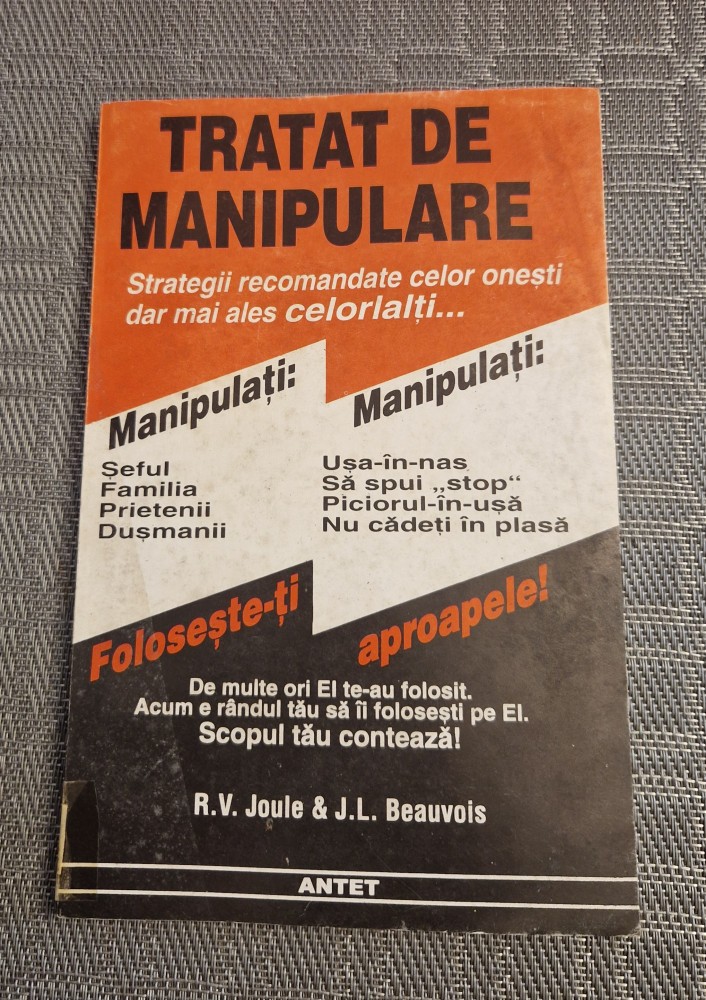 TRATAT DE
MANIPULARE
Strategii recomandate celor onești
dar mai ales celorlalți...
Manipulați:
Șeful
Familia
Prietenii
Dușmanii
Manipulați:
Ușa-în-nas
Să spui „stop“
Piciorul-în-ușă
Nu cădeți în plasă
Folosește-ți
aproapele!
De multe ori EI te-au folosit.
Acum e rândul tău să îi folosești pe EI.
Scopul tău contează!
R.V. Joule & J.L. Beauvois
ANTET